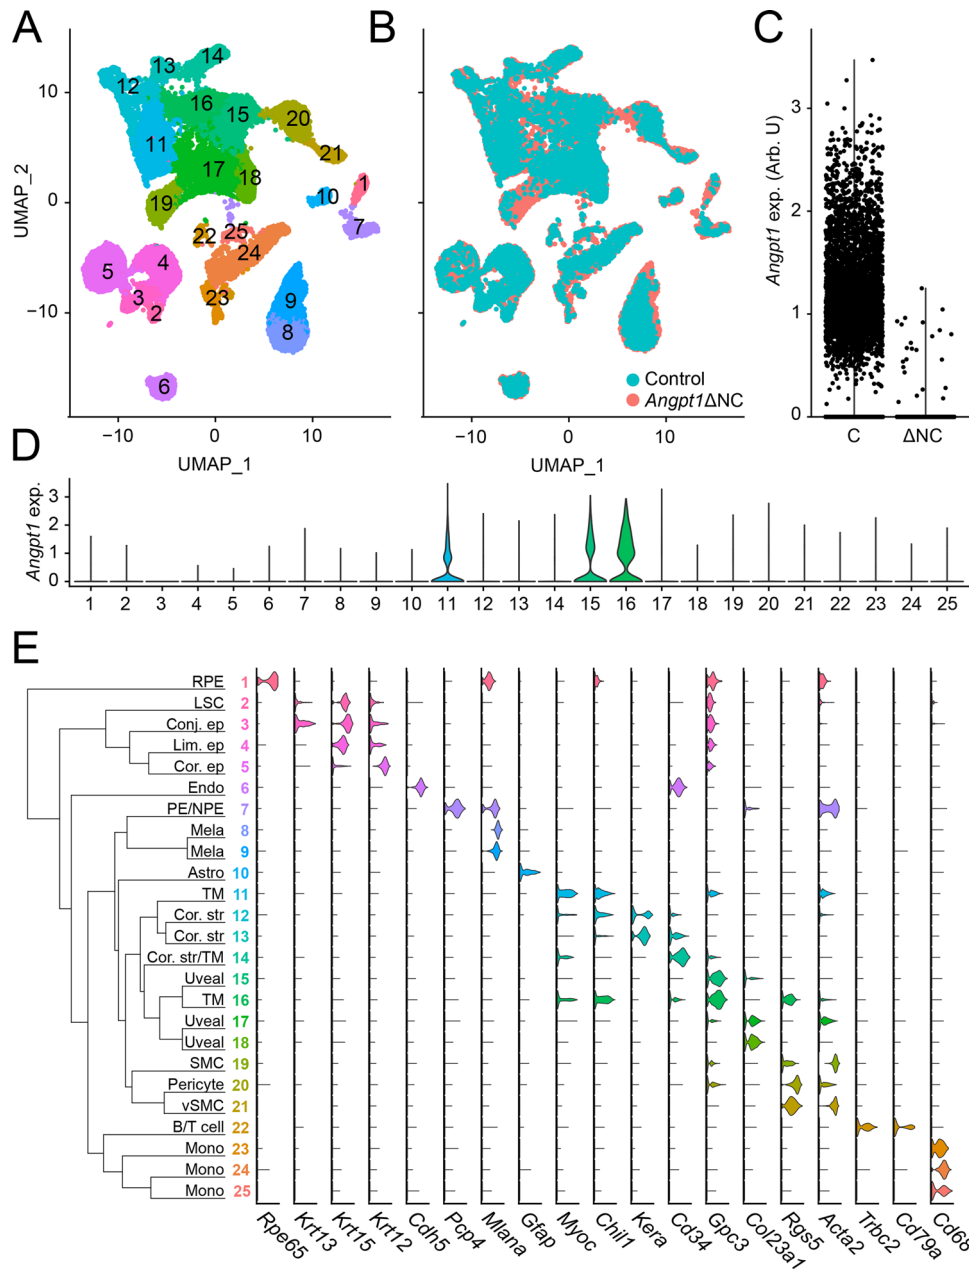 A
B
C
UMAP_2
10
0
−10
12
13
14
16
15
11
17
18
19
20
21
10
1
7
22
25
24
23
5
4
3
2
9
8
6
−10
0
10
UMAP_1
Control
Angpt1ΔNC
−10
0
10
UMAP_1
Angpt1 exp. (Arb. U)
3
2
1
0
C
ΔNC
D
Angpt1 exp.
3
2
1
0
1 2 3 4 5 6 7 8 9 10 11 12 13 14 15 16 17 18 19 20 21 22 23 24 25
E
RPE 1
LSC 2
Conj. ep 3
Lim. ep 4
Cor. ep 5
Endo 6
PE/NPE 7
Mela 8
Mela 9
Astro 10
TM 11
Cor. str 12
Cor. str 13
Cor. str/TM 14
Uveal 15
TM 16
Uveal 17
Uveal 18
SMC 19
Pericyte 20
vSMC 21
B/T cell 22
Mono 23
Mono 24
Mono 25
Rpe65 Krt13 Krt15 Krt12 Cdh5 Pcp4 Mlana Gfap Myoc Chil1 Kera Cd34 Gpc3 Col23a1 Rgs5 Acta2 Trbc2 Cd79a Cd68